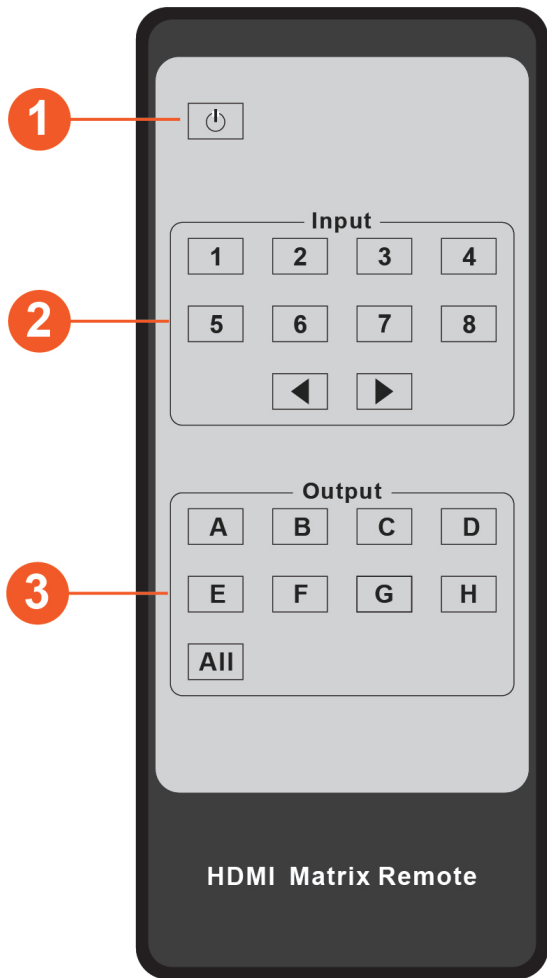 1
Input
1 2 3 4
2
5 6 7 8
Output
A B C D
3
E F G H
All
HDMI Matrix Remote